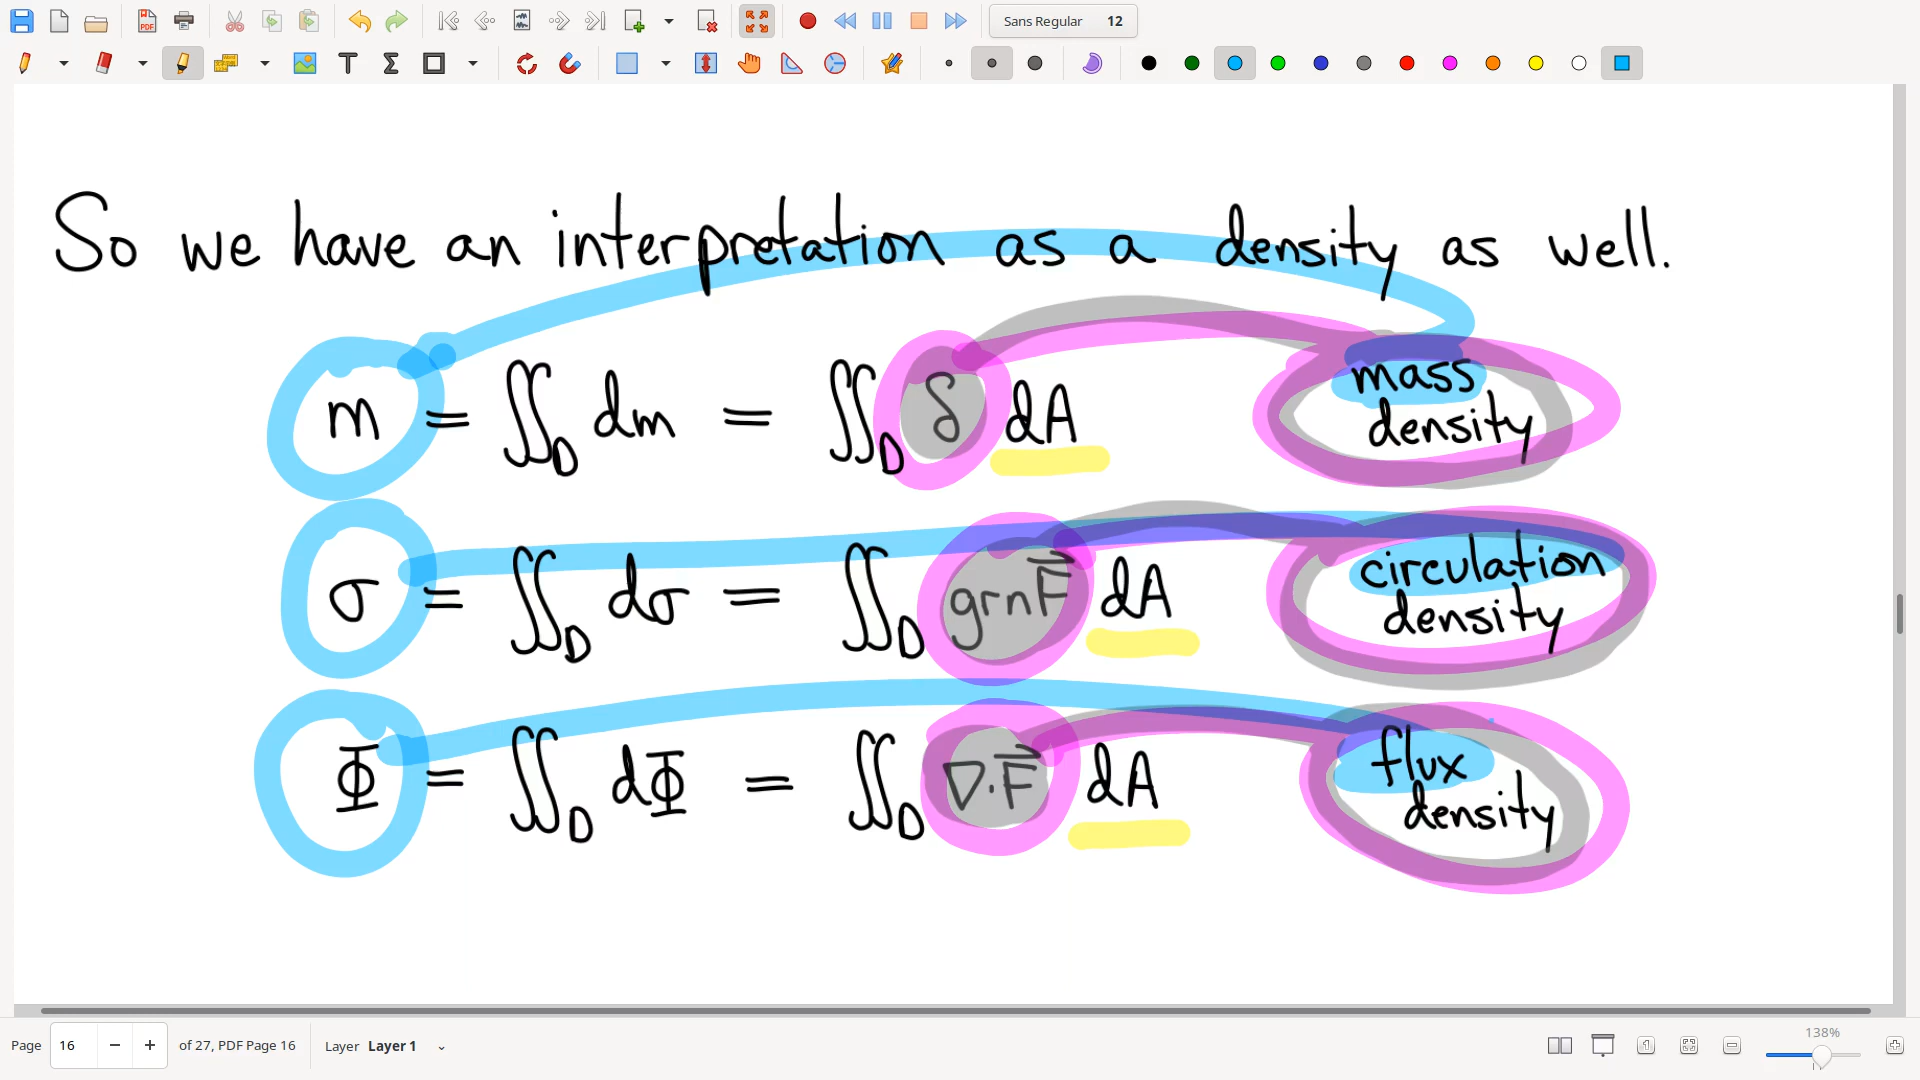 Sans Regular 12
So we have an interpretation as a density as well.
m = ∬_D dm = ∬_D δ dA mass density
σ = ∬_D dσ = ∬_D grn F⃗ dA circulation density
Φ = ∬_D dΦ = ∬_D ∇·F⃗ dA flux density
Page 16 of 27, PDF Page 16 Layer Layer 1 138%